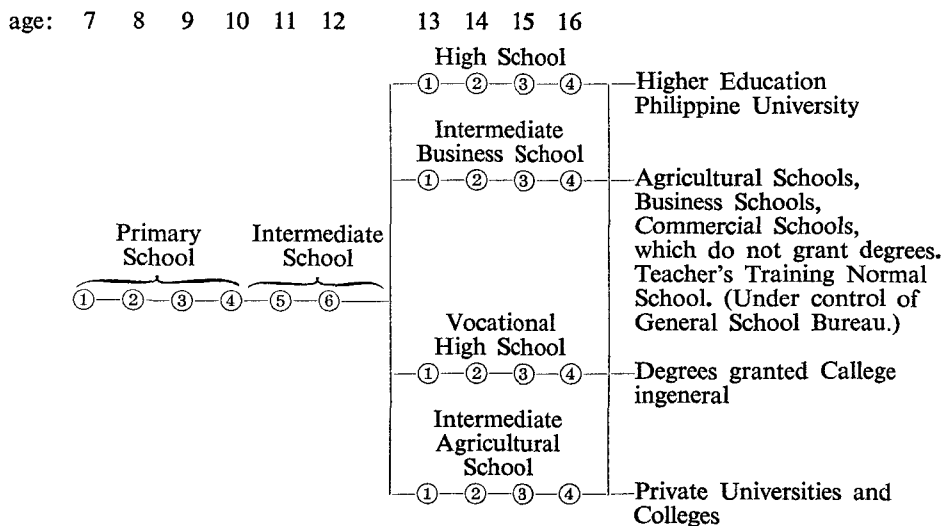 age: 7 8 9 10 11 12 13 14 15 16
High School
① ② ③ ④
Higher Education
Philippine University
Intermediate
Business School
① ② ③ ④
Agricultural Schools,
Business Schools,
Commercial Schools,
which do not grant degrees.
Teacher's Training Normal
School. (Under control of
General School Bureau.)
Primary
School
Intermediate
School
① ② ③ ④ ⑤ ⑥
Vocational
High School
① ② ③ ④
Degrees granted Callege
ingeneral
Intermediate
Agricultural
School
① ② ③ ④
Private Universities and
Colleges